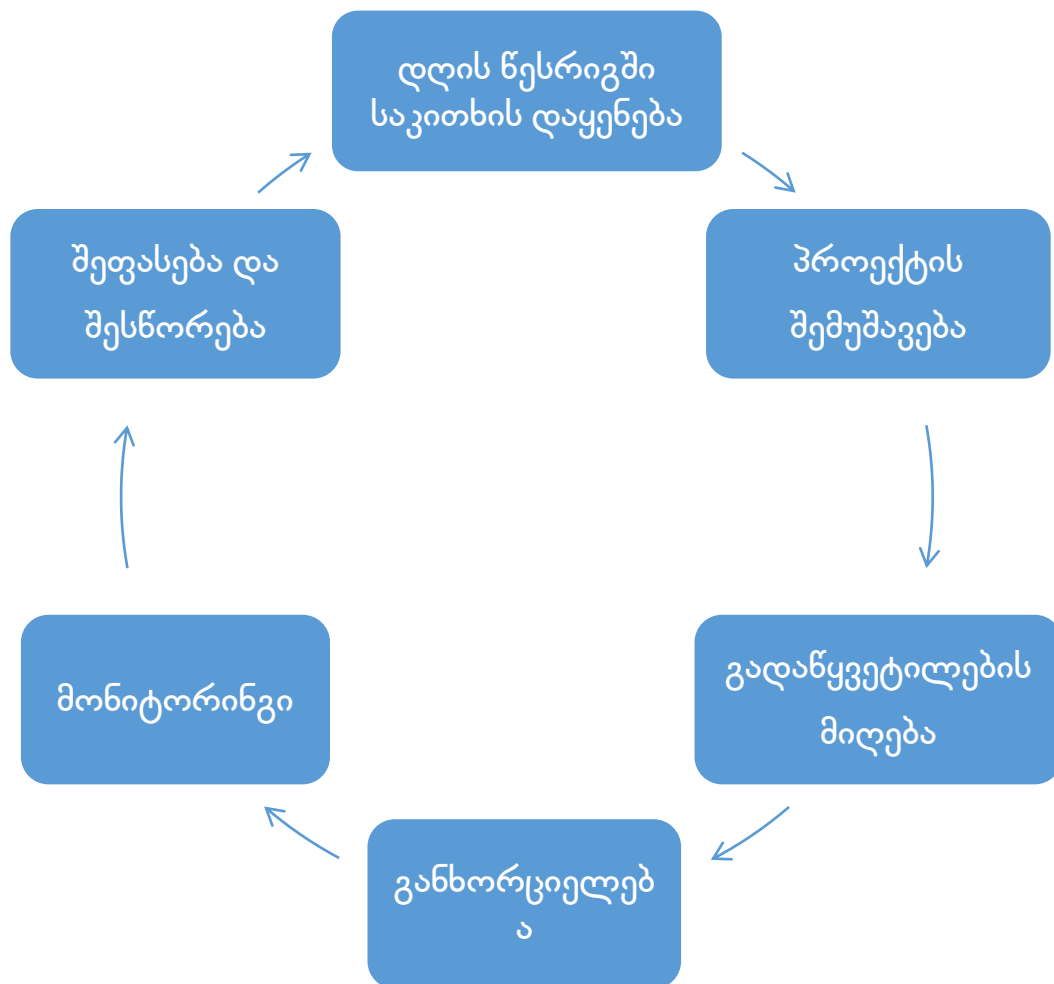 დღის წესრიგში
საკითხის დაყენება
პროექტის
შემუშავება
გადაწყვეტილების
მიღება
განხორციელებ
ა
მონიტორინგი
შეფასება და
შესწორება